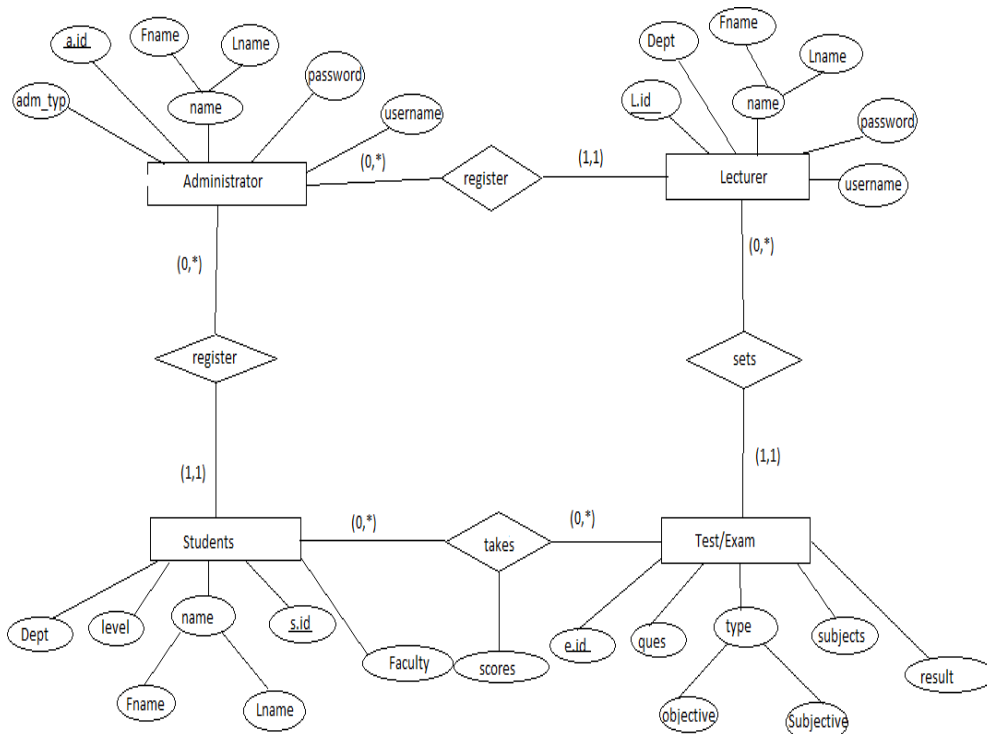 Fname
a.id
Lname
password
adm_typ
name
username
Administrator
(0,*)
register
(1,1)
Fname
Dept
Lname
L.id
name
password
Lecturer
username
(0,*)
(0,*)
register
sets
(1,1)
(1,1)
Students
(0,*)
takes
(0,*)
Test/Exam
Dept
level
name
s.id
Faculty
Fname
Lname
scores
e.id
ques
type
subjects
result
objective
Subjective